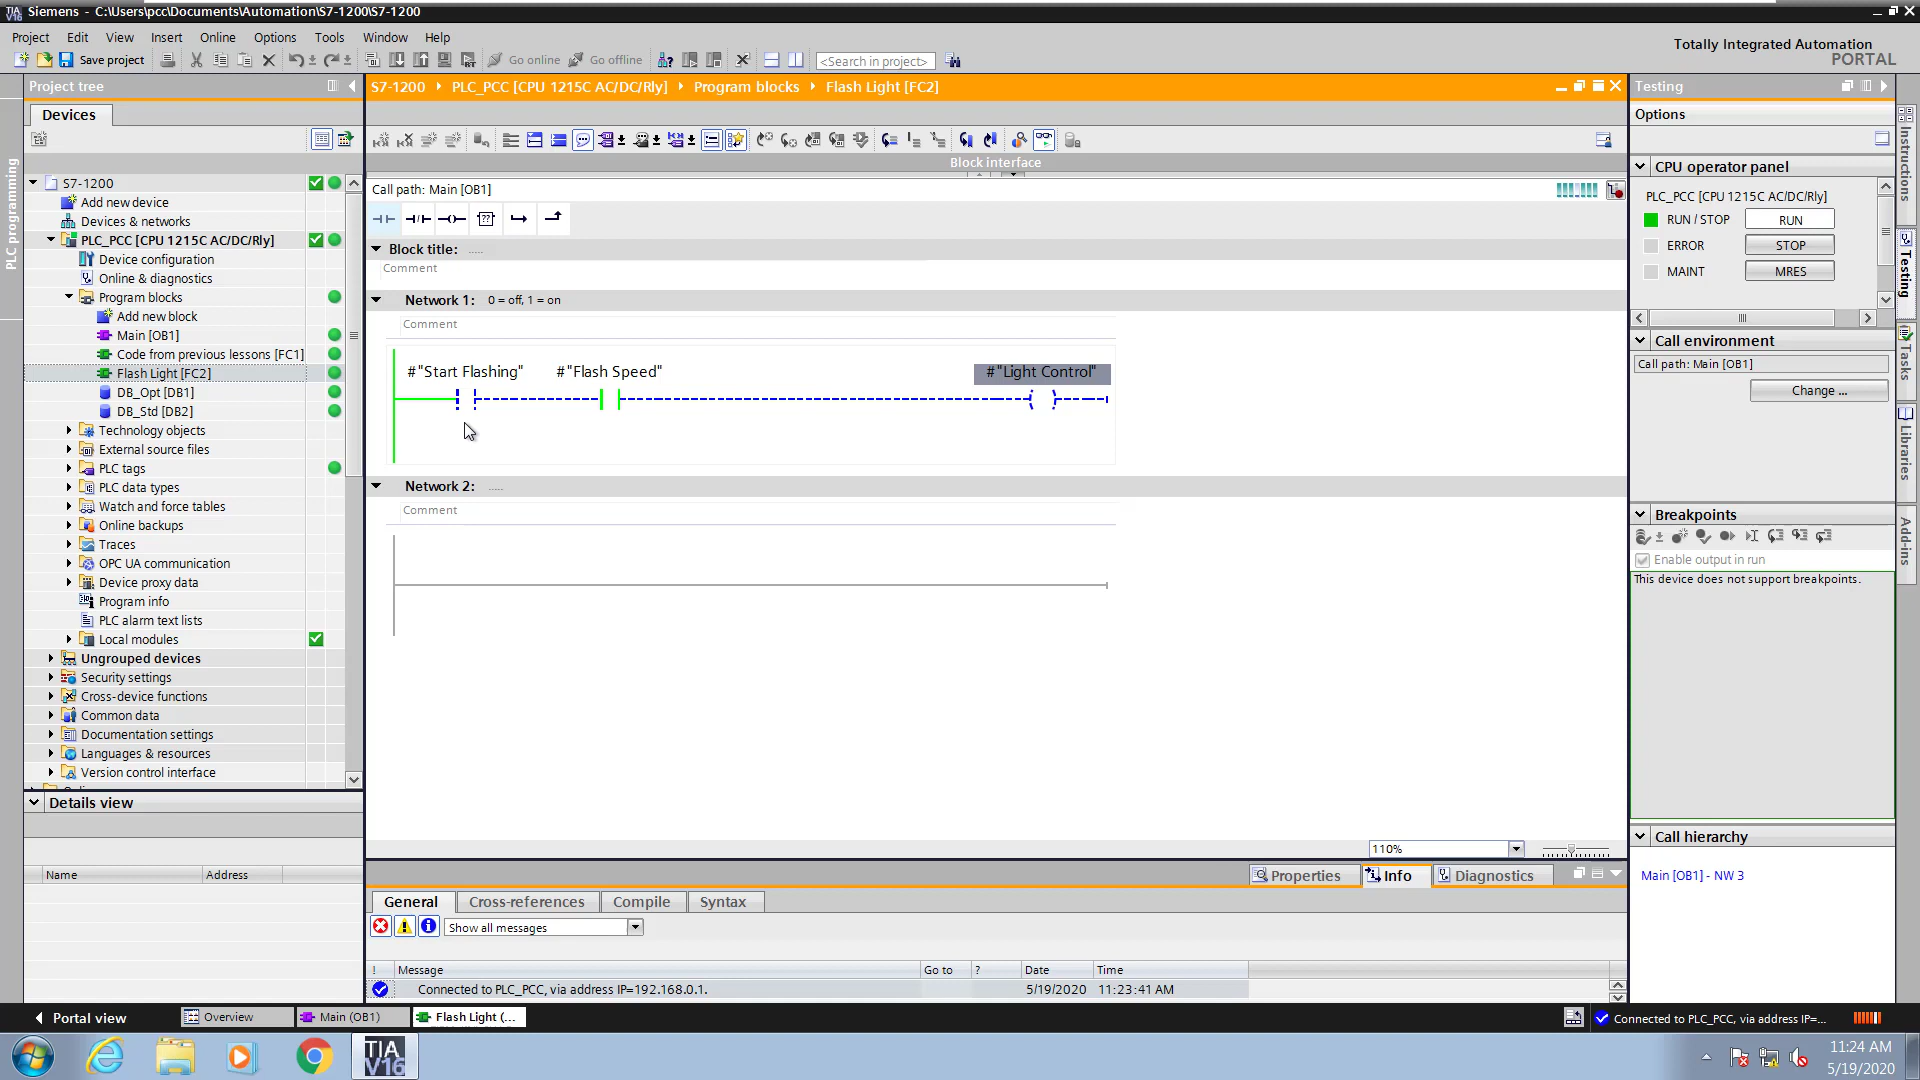 Siemens - C:\Users\pcc\Documents\Automation\S7-1200\S7-1200
Project Edit View Insert Online Options Tools Window Help
Totally Integrated Automation
PORTAL
Save project
Go online
Go offline
<Search in project>
Project tree
S7-1200 PLC_PCC [CPU 1215C AC/DC/Rly] Program blocks Flash Light [FC2]
Testing
Devices
Options
PLC programming
Block interface
Call path: Main [OB1]
CPU operator panel
PLC_PCC [CPU 1215C AC/DC/Rly]
RUN / STOP RUN
ERROR STOP
MAINT MRES
S7-1200
Add new device
Devices & networks
PLC_PCC [CPU 1215C AC/DC/Rly]
Device configuration
Online & diagnostics
Program blocks
Add new block
Main [OB1]
Code from previous lessons [FC1]
Flash Light [FC2]
DB_Opt [DB1]
DB_Std [DB2]
Technology objects
External source files
PLC tags
PLC data types
Watch and force tables
Online backups
Traces
OPC UA communication
Device proxy data
Program info
PLC alarm text lists
Local modules
Ungrouped devices
Security settings
Cross-device functions
Common data
Documentation settings
Languages & resources
Version control interface
??
Block title: .....
Comment
Network 1: 0 = off, 1 = on
Comment
#"Start Flashing" #"Flash Speed" #"Light Control"
Network 2: .....
Comment
110%
Call environment
Call path: Main [OB1]
Change ...
Breakpoints
Enable output in run
This device does not support breakpoints.
Call hierarchy
Main [OB1] - NW 3
Instructions
Testing
Tasks
Libraries
Add-ins
Details view
Name Address
Properties Info Diagnostics
General Cross-references Compile Syntax
Show all messages
! Message Go to ? Date Time
Connected to PLC_PCC, via address IP=192.168.0.1. 5/19/2020 11:23:41 AM
Portal view Overview Main (OB1) Flash Light (...
Connected to PLC_PCC, via address IP=...
TIA
V16
11:24 AM
5/19/2020